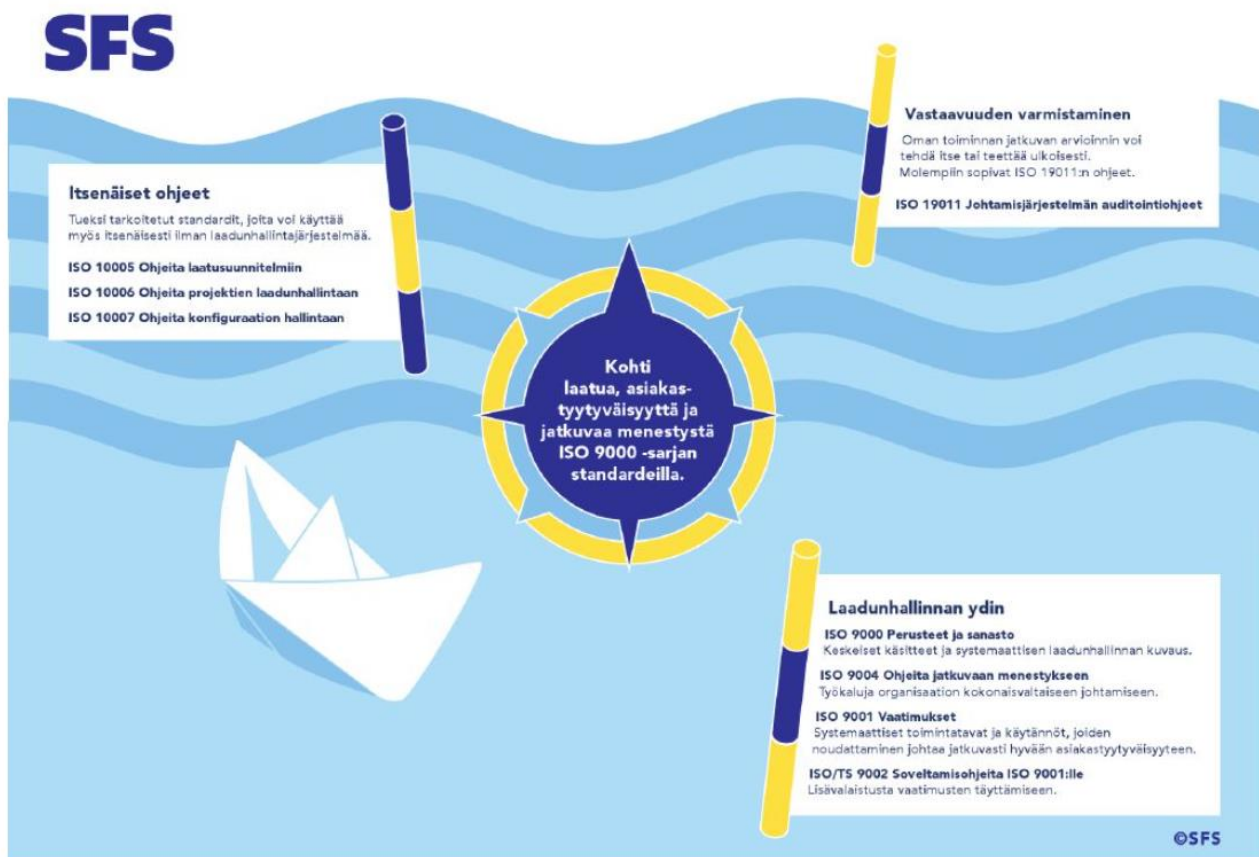 SFS
Itsenäiset ohjeet
Tueksi tarkoitetut standardit, joita voi käyttää
myös itsenäisesti ilman laadunhallintajärjestelmää.
ISO 10005 Ohjeita laatusuunnitelmiin
ISO 10006 Ohjeita projektien laadunhallintaan
ISO 10007 Ohjeita konfiguraation hallintaan
Vastaavuuden varmistaminen
Oman toiminnan jatkuvan arvioinnin voi
tehdä itse tai teettää ulkoisesti.
Molempiin sopivat ISO 19011:n ohjeet.
ISO 19011 Johtamisjärjestelmän auditointiohjeet
Kohti
laatua, asiakas-
tyytyväisyyttä ja
jatkuvaa menestystä
ISO 9000 -sarjan
standardeilla.
Laadunhallinnan ydin
ISO 9000 Perusteet ja sanasto
Keskeiset käsitteet ja systemaattisen laadunhallinnan kuvaus.
ISO 9004 Ohjeita jatkuvaan menestykseen
Työkaluja organisaation kokonaisvaltaiseen johtamiseen.
ISO 9001 Vaatimukset
Systemaattiset toimintatavat ja käytännöt, joiden
noudattaminen johtaa jatkuvasti hyvään asiakastyytyväisyyteen.
ISO/TS 9002 Soveltamisohjeita ISO 9001:lle
Lisävalaistusta vaatimusten täyttämiseen.
©SFS